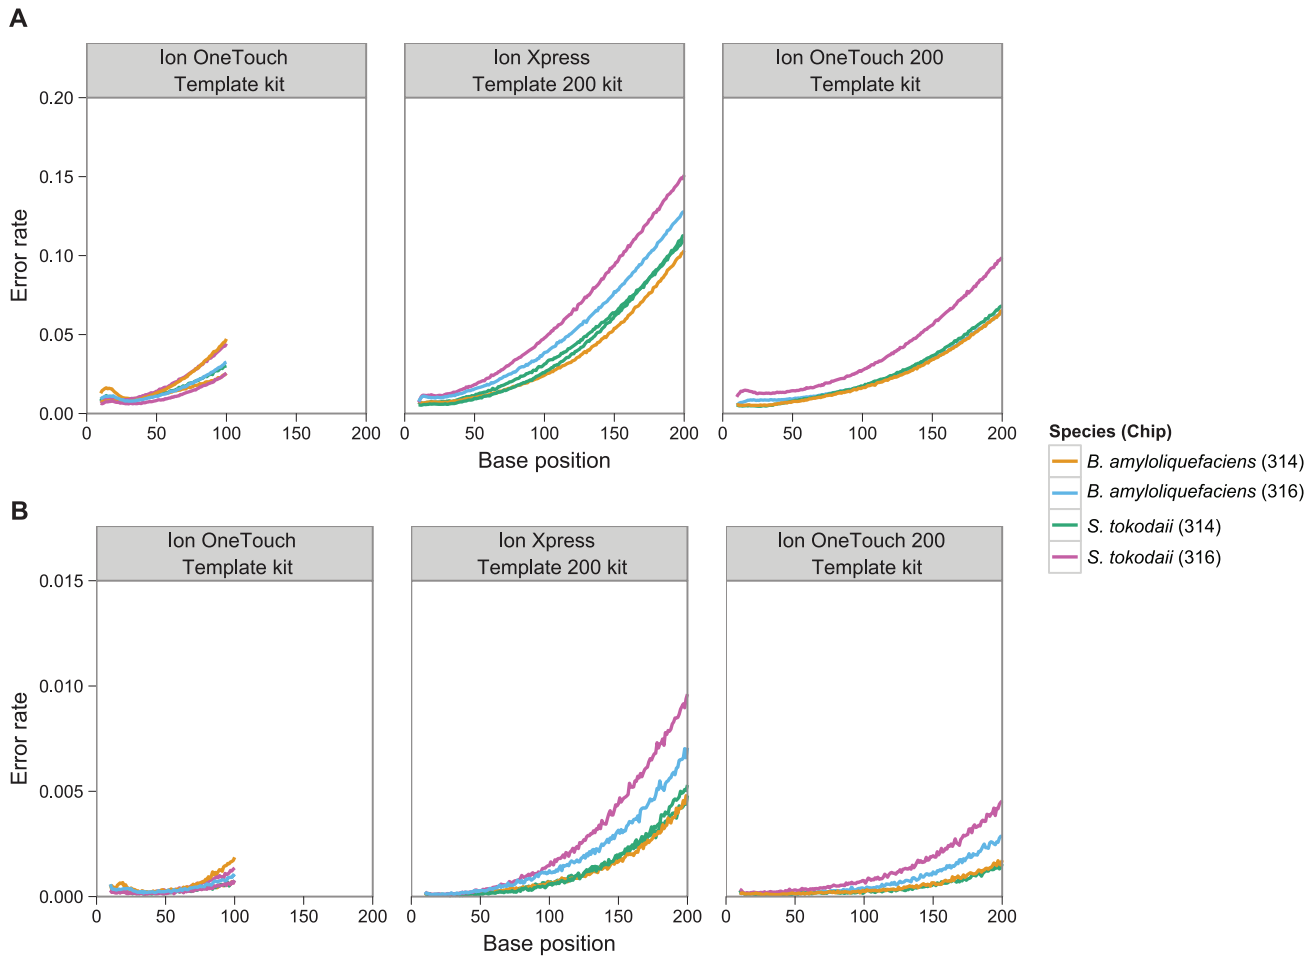 A
Ion OneTouch
Template kit
Ion Xpress
Template 200 kit
Ion OneTouch 200
Template kit
0.20
0.15
0.10
0.05
0.00
Error rate
0 50 100 150 200
0 50 100 150 200
0 50 100 150 200
Base position
Species (Chip)
B. amyloliquefaciens (314)
B. amyloliquefaciens (316)
S. tokodaii (314)
S. tokodaii (316)
B
Ion OneTouch
Template kit
Ion Xpress
Template 200 kit
Ion OneTouch 200
Template kit
0.015
0.010
0.005
0.000
Error rate
0 50 100 150 200
0 50 100 150 200
0 50 100 150 200
Base position